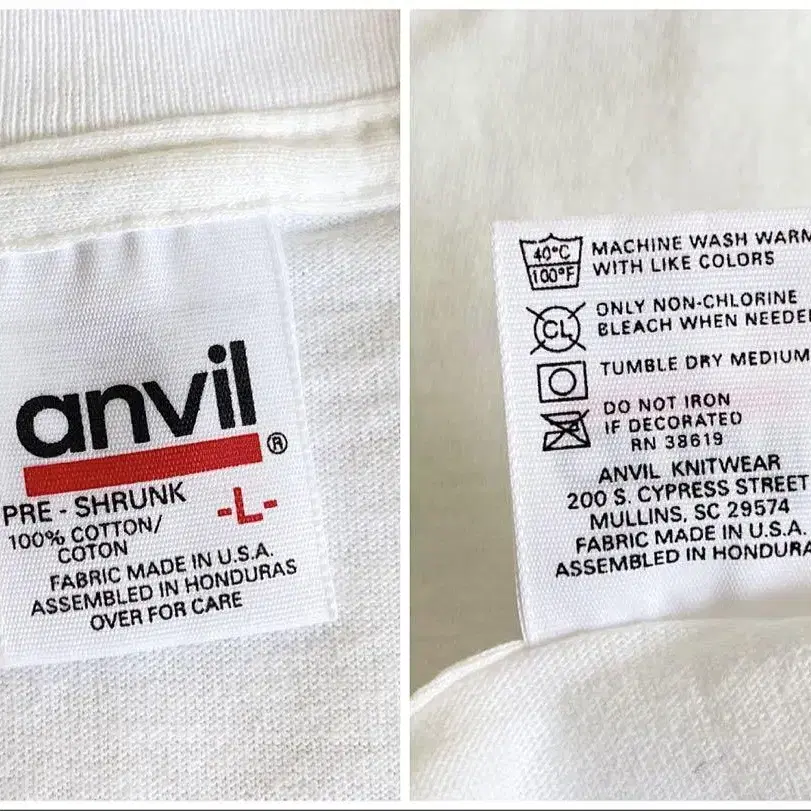 anvil
®
PRE - SHRUNK
-L-
100% COTTON/
COTON
FABRIC MADE IN U.S.A.
ASSEMBLED IN HONDURAS
OVER FOR CARE
40°C
100°F
MACHINE WASH WARM
WITH LIKE COLORS
CL
ONLY NON-CHLORINE
BLEACH WHEN
TUMBLE DRY MEDIUM
DO NOT IRON
IF DECORATED
RN 38619
ANVIL KNITWEAR
200 S. CYPRESS STREET
MULLINS, SC 29574
FABRIC MADE IN U.S.A.
ASSEMBLED IN